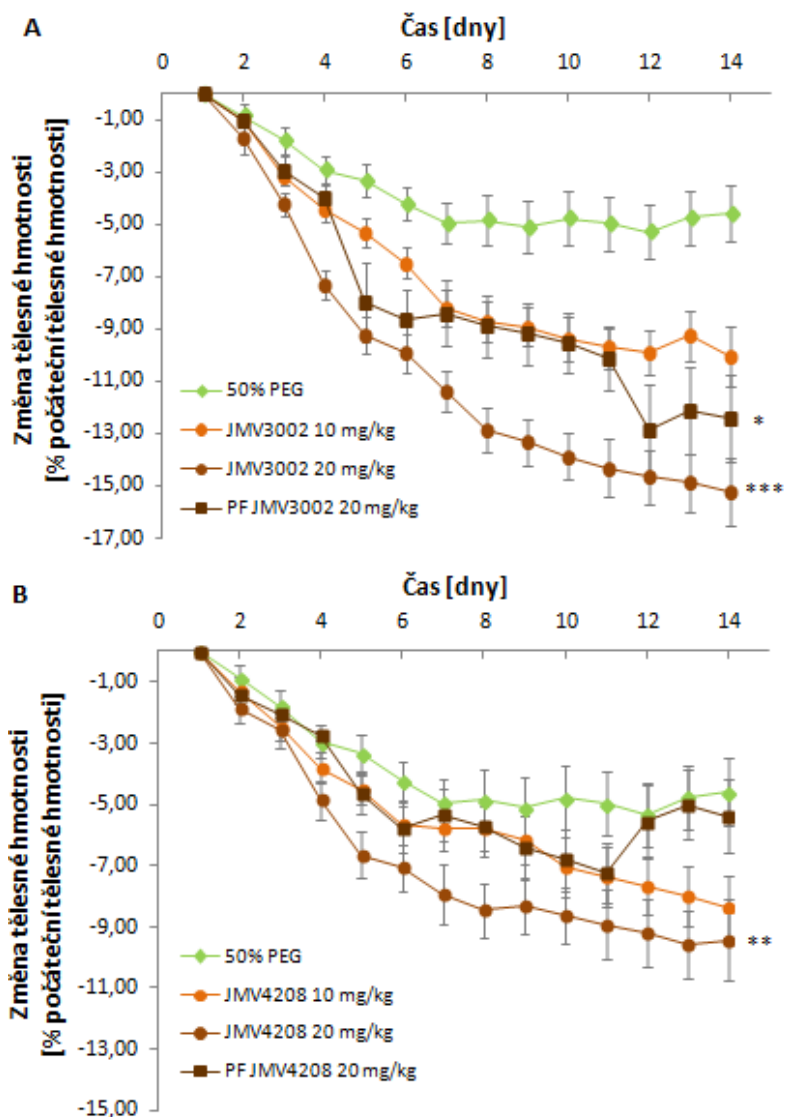 A
Čas [dny]
0 2 4 6 8 10 12 14
-1,00
-3,00
-5,00
-7,00
-9,00
-11,00
-13,00
-15,00
-17,00
Změna tělesné hmotnosti
[% počáteční tělesné hmotnosti]
50% PEG
JMV3002 10 mg/kg
JMV3002 20 mg/kg
PF JMV3002 20 mg/kg
*
***
B
Čas [dny]
0 2 4 6 8 10 12 14
-1,00
-3,00
-5,00
-7,00
-9,00
-11,00
-13,00
-15,00
Změna tělesné hmotnosti
[% počáteční tělesné hmotnosti]
50% PEG
JMV4208 10 mg/kg
JMV4208 20 mg/kg
PF JMV4208 20 mg/kg
**